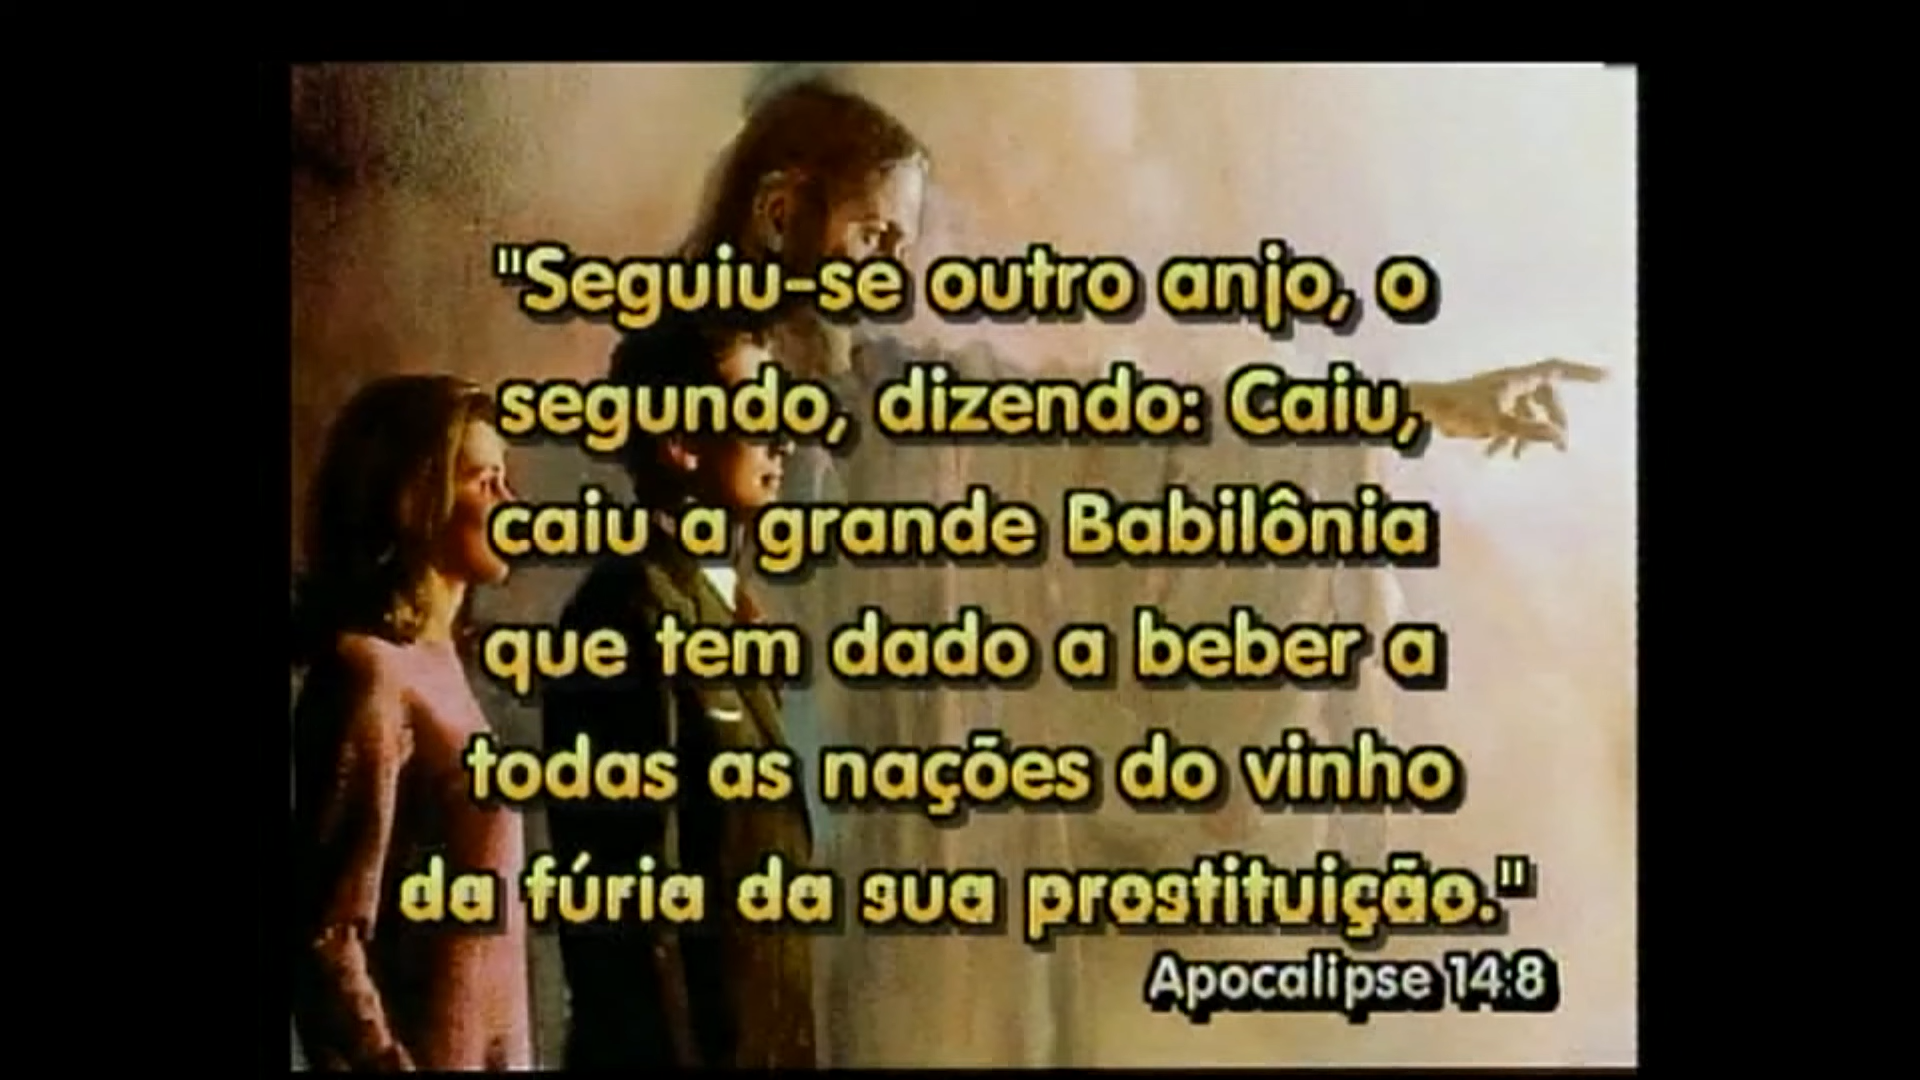 "Seguiu-se outro anjo, o
segundo, dizendo: Caiu,
caiu a grande Babilônia
que tem dado a beber a
todas as nações do vinho
da fúria da sua prostituição."
Apocalipse 14:8